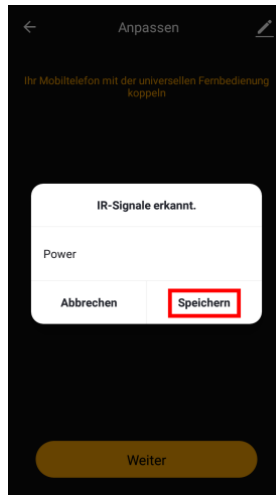 Anpassen
Ihr Mobiltelefon mit der universellen Fernbedienung
koppeln
IR-Signale erkannt.
Power
Abbrechen Speichern
Weiter